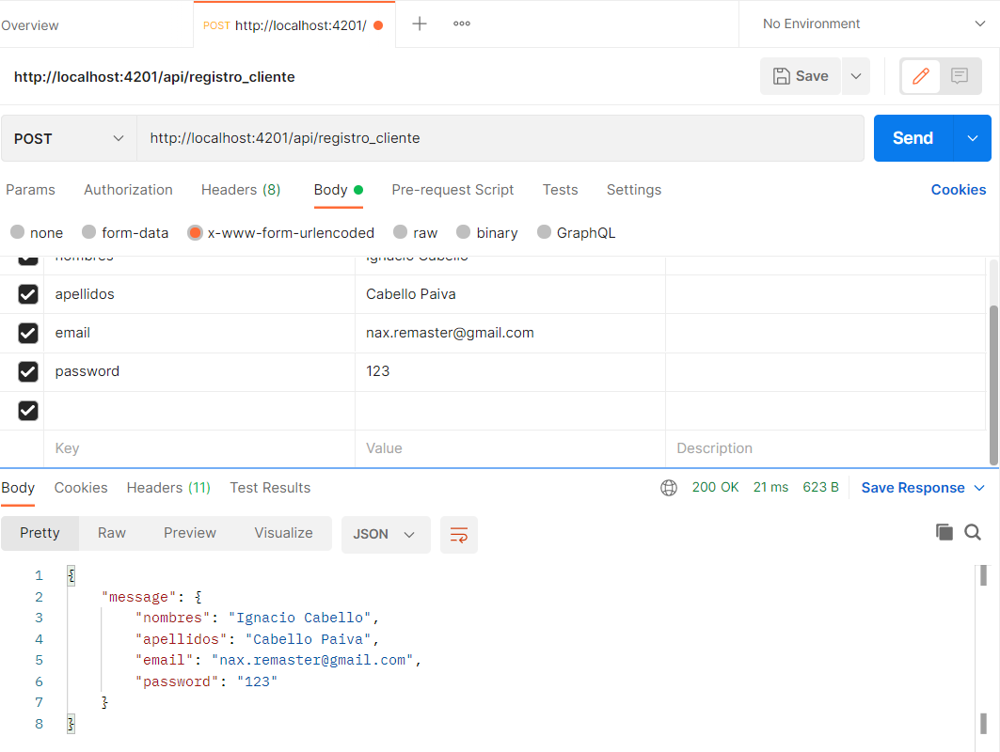 Overview POST http://localhost:4201/ No Environment
http://localhost:4201/api/registro_cliente Save
POST http://localhost:4201/api/registro_cliente Send
Params Authorization Headers (8) Body Pre-request Script Tests Settings Cookies
none form-data x-www-form-urlencoded raw binary GraphQL
nombres Ignacio Cabello
apellidos Cabello Paiva
email nax.remaster@gmail.com
password 123
Key Value Description
Body Cookies Headers (11) Test Results 200 OK 21 ms 623 B Save Response
Pretty Raw Preview Visualize JSON
1 {
2 "message": {
3 "nombres": "Ignacio Cabello",
4 "apellidos": "Cabello Paiva",
5 "email": "nax.remaster@gmail.com",
6 "password": "123"
7 }
8 }